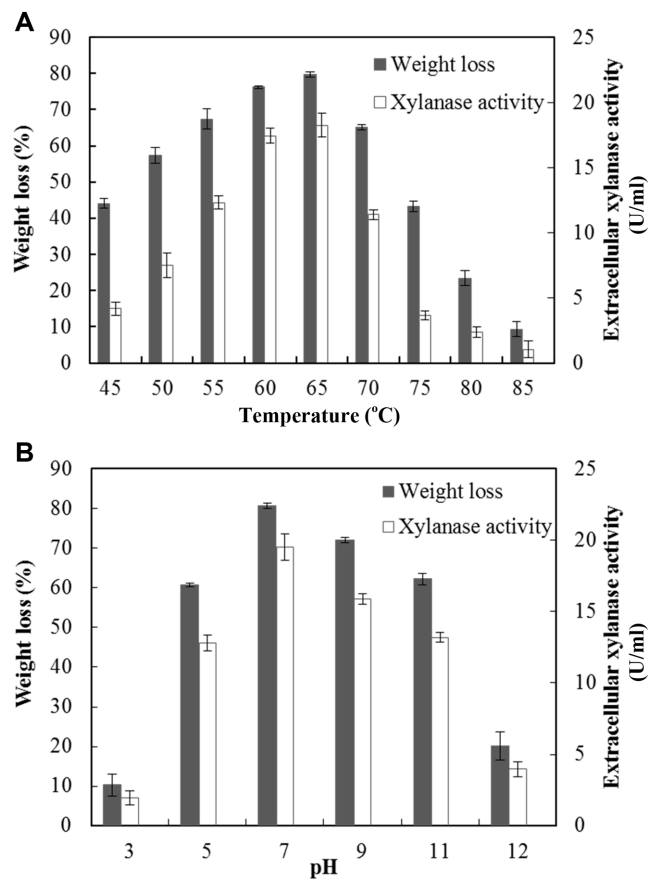 A
90
80
70
60
50
40
30
20
10
0
Weight loss (%)
Weight loss
Xylanase activity
25
20
15
10
5
0
Extracellular xylanase activity
(U/ml)
45 50 55 60 65 70 75 80 85
Temperature (°C)
B
90
80
70
60
50
40
30
20
10
0
Weight loss (%)
Weight loss
Xylanase activity
25
20
15
10
5
0
Extracellular xylanase activity
(U/ml)
3 5 7 9 11 12
pH